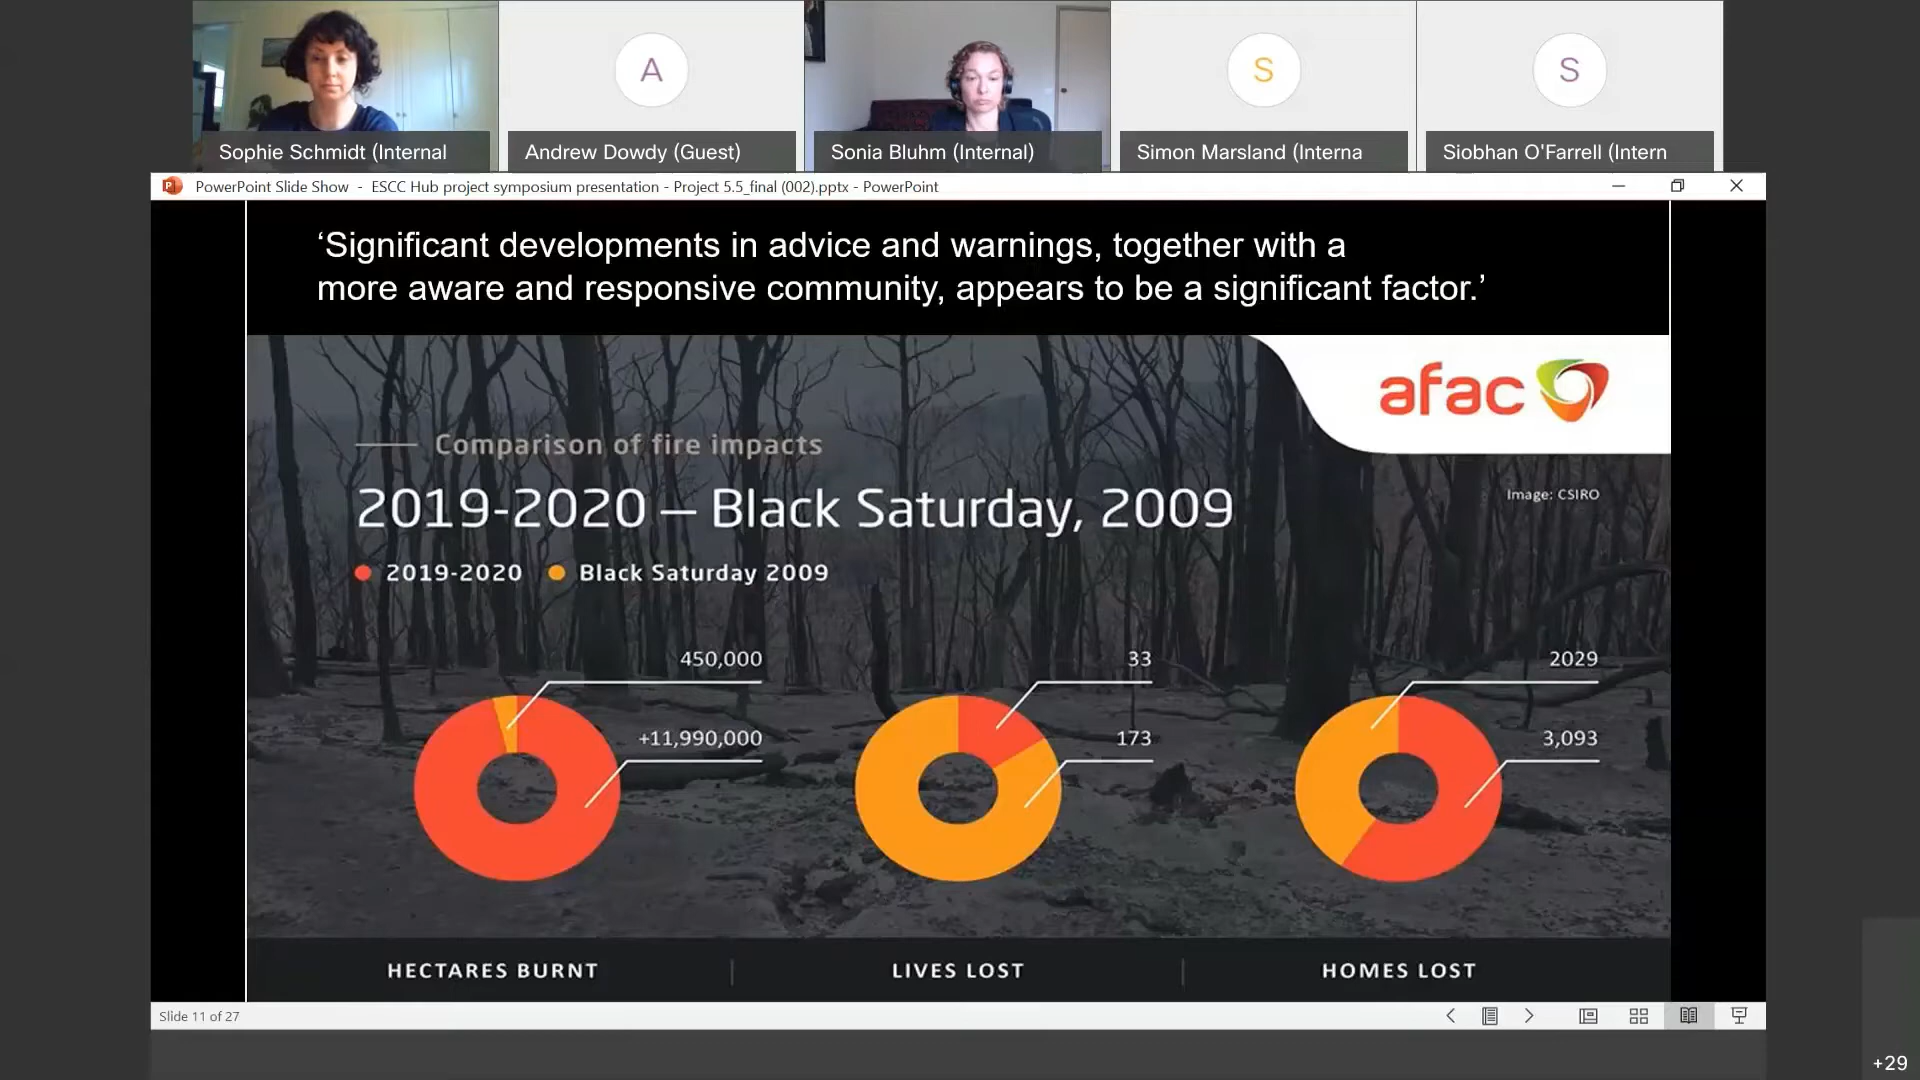 A
S
S
Sophie Schmidt (Internal
Andrew Dowdy (Guest)
Sonia Bluhm (Internal)
Simon Marsland (Interna
Siobhan O'Farrell (Intern
PowerPoint Slide Show - ESCC Hub project symposium presentation - Project 5.5_final (002).pptx - PowerPoint
‘Significant developments in advice and warnings, together with a
more aware and responsive community, appears to be a significant factor.’
afac
Comparison of fire impacts
2019-2020 — Black Saturday, 2009
Image: CSIRO
2019-2020 Black Saturday 2009
450,000
+11,990,000
33
173
2029
3,093
HECTARES BURNT
LIVES LOST
HOMES LOST
Slide 11 of 27
+29